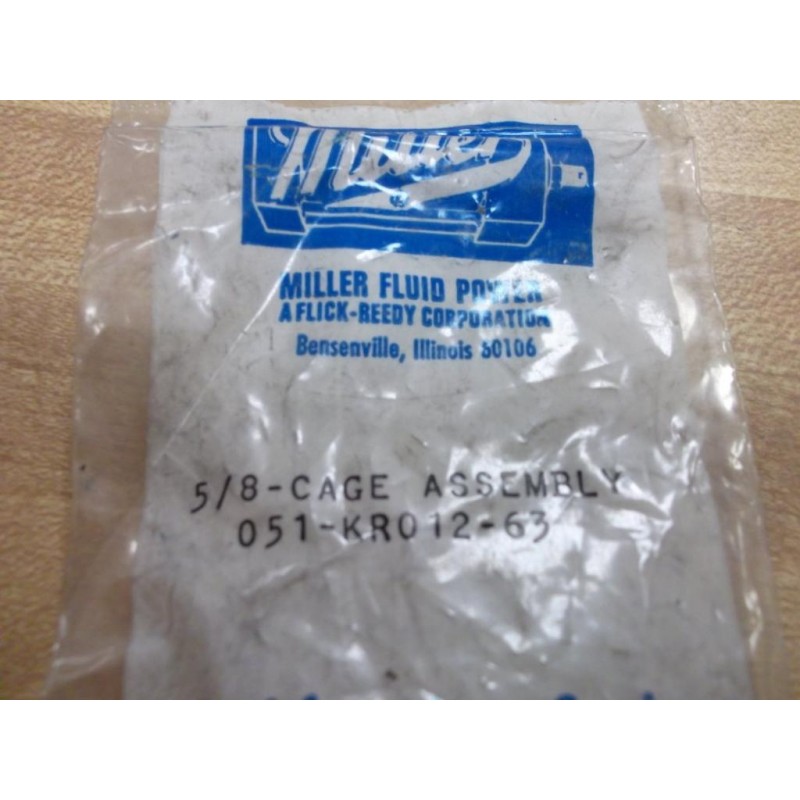 Miller
MILLER FLUID POWER
A FLICK-REEDY CORPORATION
Bensenville, Illinois 60106
5/8-CAGE ASSEMBLY
051-KR012-63